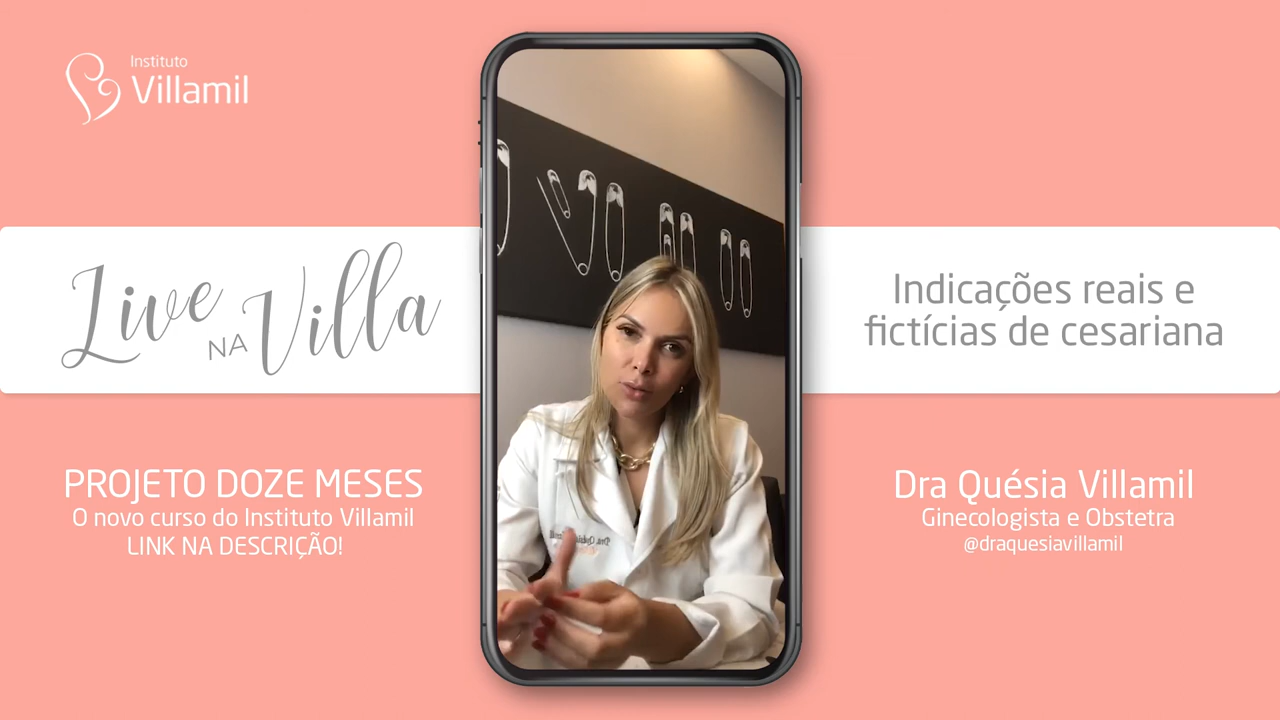 Instituto
Villamil
Live
NA Villa
Indicações reais e
fictícias de cesariana
PROJETO DOZE MESES
O novo curso do Instituto Villamil
LINK NA DESCRIÇÃO!
Dra Quésia Villamil
Ginecologista e Obstetra
@draquesiavillamil